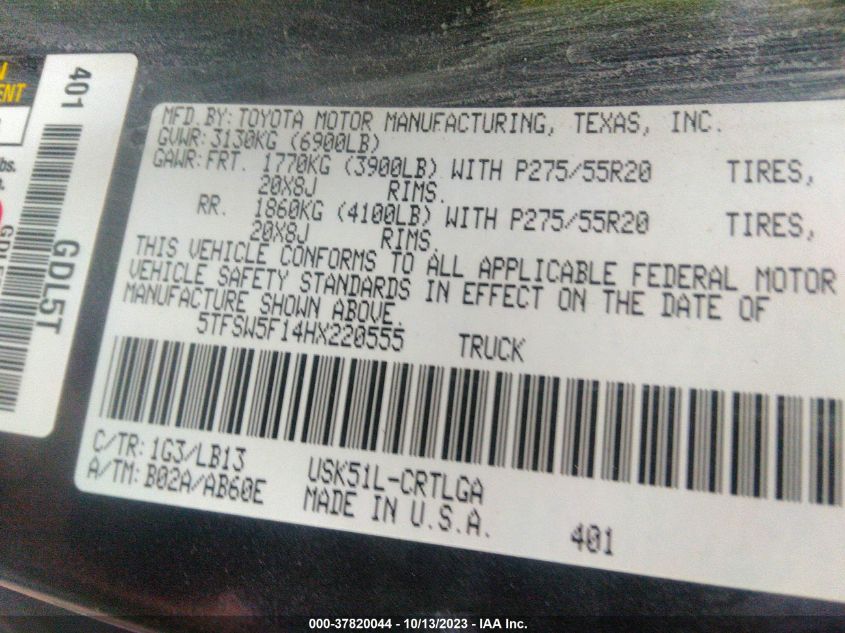 N
ENT
401
bs.
e.
GDL5T
MFD.BY:TOYOTA MOTOR MANUFACTURING, TEXAS, INC.
GVWR:3130KG (6900LB)
GAWR:FRT. 1770KG (3900LB) WITH P275/55R20 TIRES,
20X8J RIMS.
RR. 1860KG (4100LB) WITH P275/55R20 TIRES,
20X8J RIMS.
THIS VEHICLE CONFORMS TO ALL APPLICABLE FEDERAL MOTOR
VEHICLE SAFETY STANDARDS IN EFFECT ON THE DATE OF
MANUFACTURE SHOWN ABOVE.
5TFSW5F14HX220555 TRUCK
C/TR: 1G3/LB13
A/TM: B02A/AB60E
USK51L-CRTLGA
MADE IN U.S.A.
401
000-37820044 - 10/13/2023 - IAA Inc.